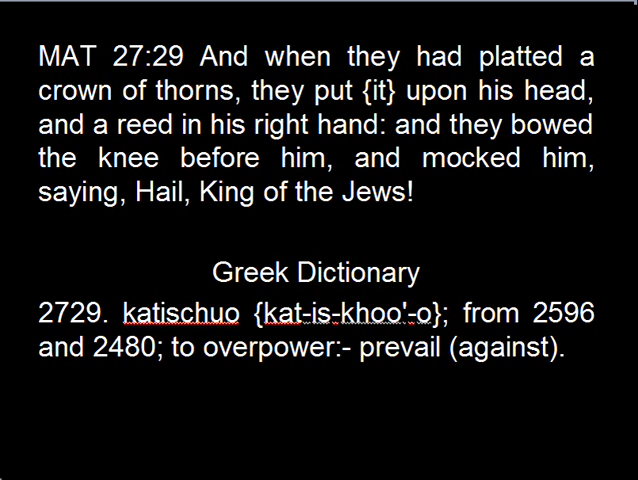 MAT 27:29 And when they had platted a
crown of thorns, they put {it} upon his head,
and a reed in his right hand: and they bowed
the knee before him, and mocked him,
saying, Hail, King of the Jews!
Greek Dictionary
2729. katischuo {kat-is-khoo'-o}; from 2596
and 2480; to overpower:- prevail (against).